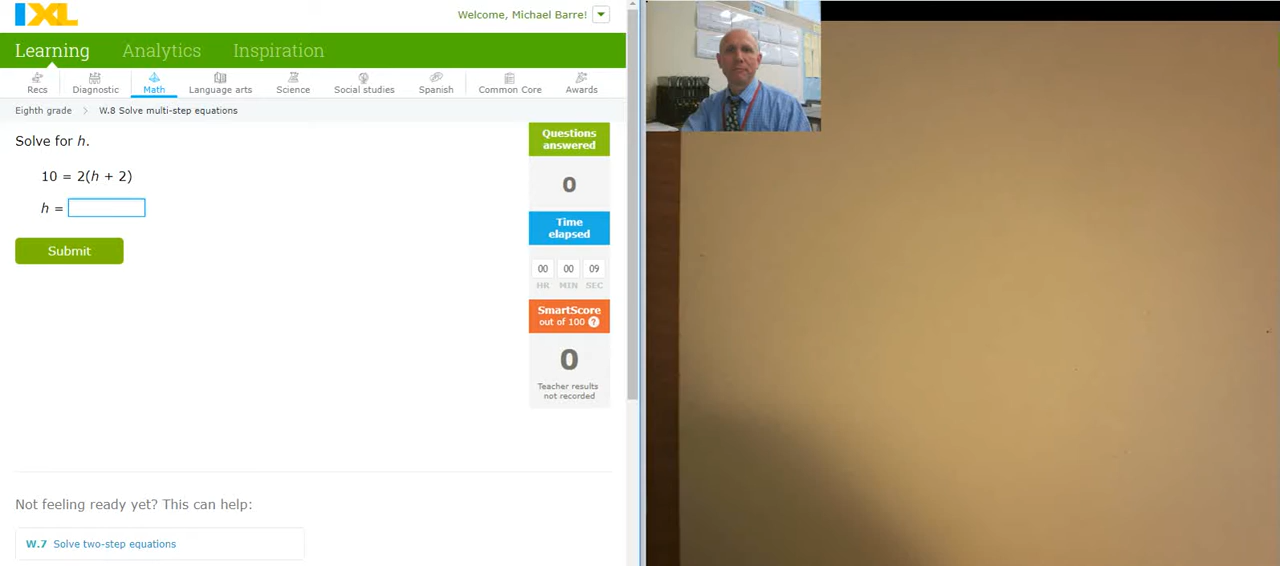 IXL
Welcome, Michael Barre!
Learning Analytics Inspiration
Recs Diagnostic Math Language arts Science Social studies Spanish Common Core Awards
Eighth grade > W.8 Solve multi-step equations
Solve for h.
10 = 2(h + 2)
h =
Submit
Questions
answered
0
Time
elapsed
00 00 09
HR MIN SEC
SmartScore
out of 100 ?
0
Teacher results
not recorded
Not feeling ready yet? This can help:
W.7 Solve two-step equations